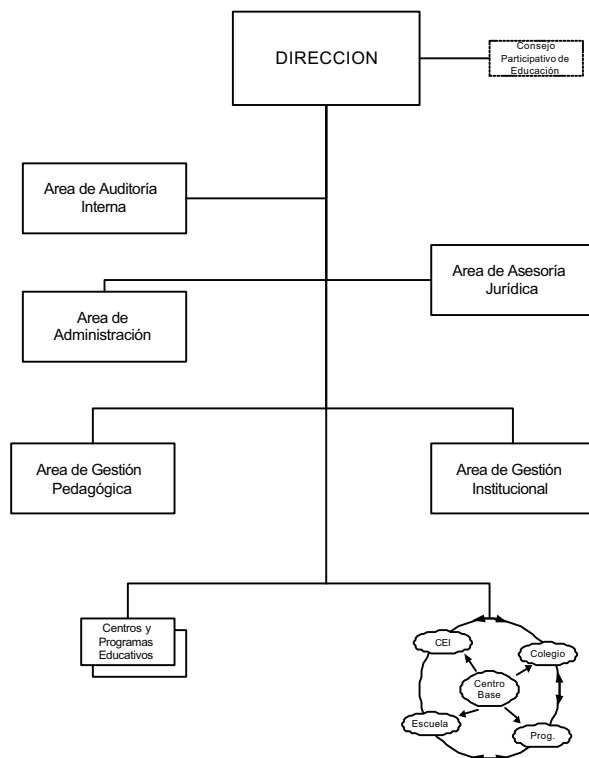 DIRECCION
Consejo
Participativo de
Educación
Area de Auditoría
Interna
Area de Asesoría
Jurídica
Area de
Administración
Area de Gestión
Pedagógica
Area de Gestión
Institucional
Centros y
Programas
Educativos
CEI
Colegio
Centro
Base
Escuela
Prog.